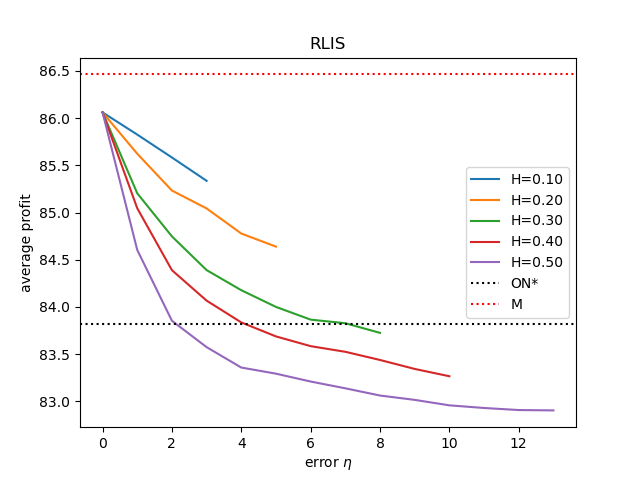 RLIS
average profit
86.5
86.0
85.5
85.0
84.5
84.0
83.5
83.0
H=0.10
H=0.20
H=0.30
H=0.40
H=0.50
ON*
M
0 2 4 6 8 10 12
error η